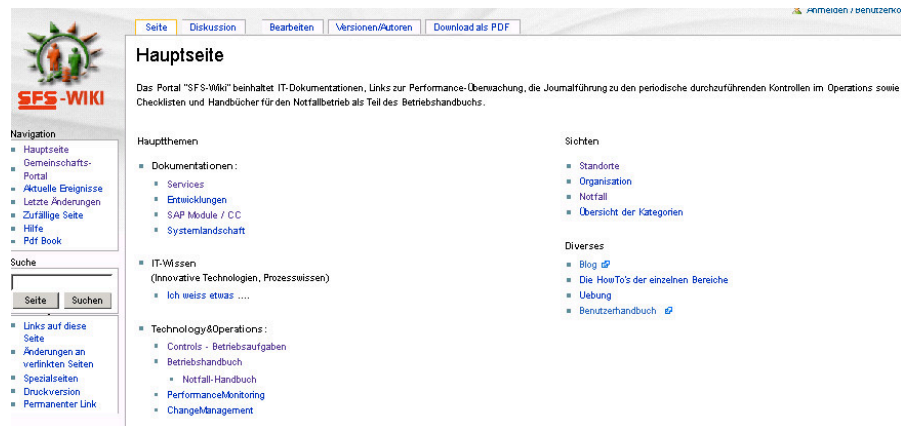 Anmelden / Benutzerko
Seite
Diskussion
Bearbeiten
Versionen/Autoren
Download als PDF
SFS-WIKI
Hauptseite
Das Portal "SFS-Wiki" beinhaltet IT-Dokumentationen, Links zur Performance-Überwachung, die Journalführung zu den periodische durchzuführenden Kontrollen im Operations sowie
Checklisten und Handbücher für den Notfallbetrieb als Teil des Betriebshandbuchs.
Navigation
Hauptseite
Gemeinschafts-
Portal
Aktuelle Ereignisse
Letzte Änderungen
Zufällige Seite
Hilfe
Pdf Book
Suche
Seite
Suchen
Links auf diese
Seite
Änderungen an
verlinkten Seiten
Spezialseiten
Druckversion
Permanenter Link
Hauptthemen
Dokumentationen:
Services
Entwicklungen
SAP Module / CC
Systemlandschaft
IT-Wissen
(Innovative Technologien, Prozesswissen)
Ich weiss etwas ....
Technology&Operations:
Controls - Betriebsaufgaben
Betriebshandbuch
Notfall-Handbuch
PerformanceMonitoring
ChangeManagement
Sichten
Standorte
Organisation
Notfall
Übersicht der Kategorien
Diverses
Blog
Die HowTo's der einzelnen Bereiche
Uebung
Benutzerhandbuch